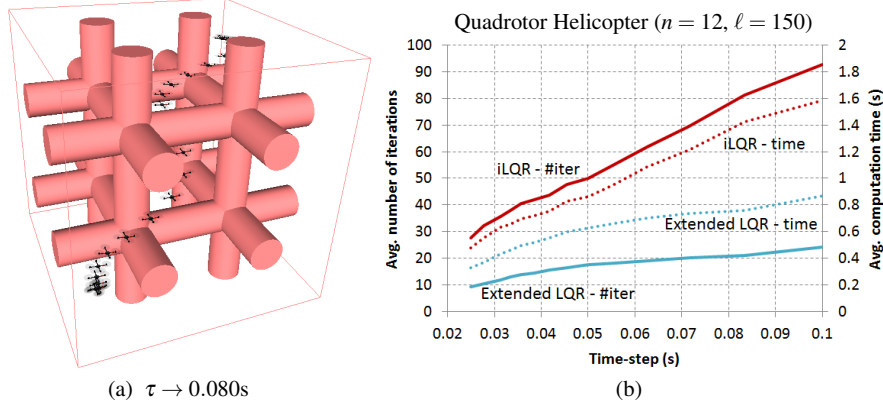 Quadrotor Helicopter (n = 12, ℓ = 150)
100
90
80
70
60
50
40
30
20
10
0
Avg. number of iterations
2
1.8
1.6
1.4
1.2
1
0.8
0.6
0.4
0.2
0
Avg. computation time (s)
iLQR - #iter
iLQR - time
Extended LQR - time
Extended LQR - #iter
0.02 0.03 0.04 0.05 0.06 0.07 0.08 0.09 0.1
Time-step (s)
(a) τ → 0.080s
(b)